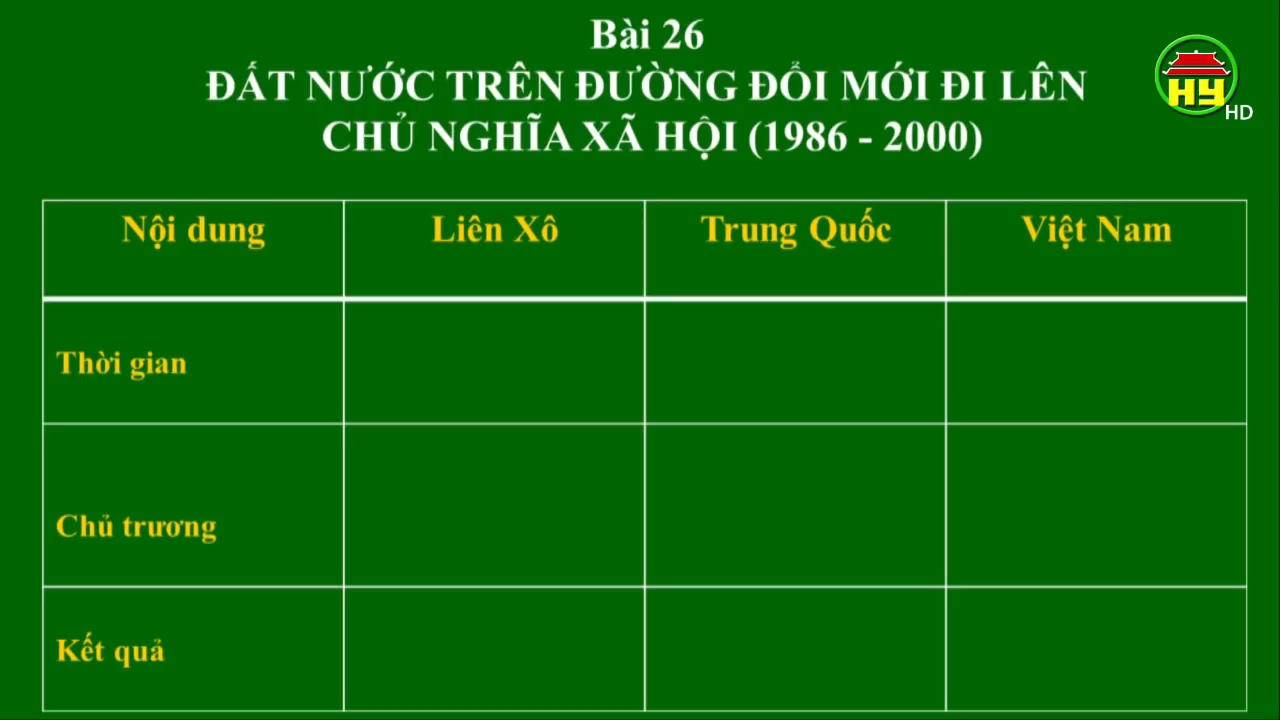 Bài 26
ĐẤT NƯỚC TRÊN ĐƯỜNG ĐỔI MỚI ĐI LÊN
CHỦ NGHĨA XÃ HỘI (1986 - 2000)
HY HD
Nội dung Liên Xô Trung Quốc Việt Nam
Thời gian
Chủ trương
Kết quả